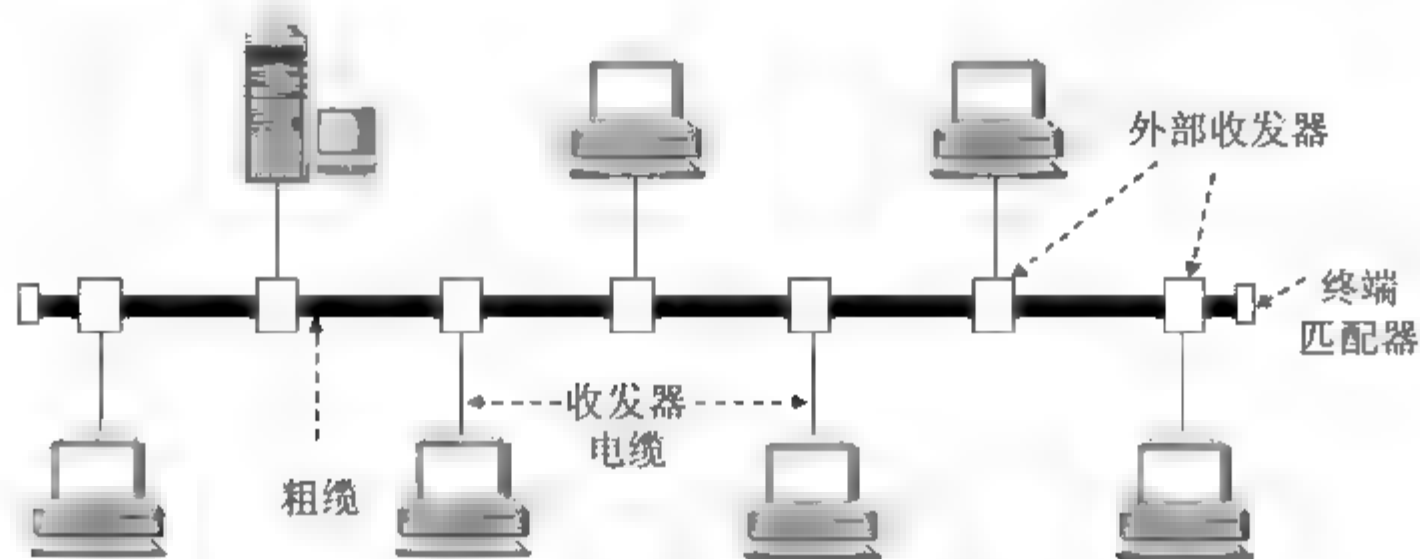 外部收发器
终端
匹配器
收发器
电缆
粗缆